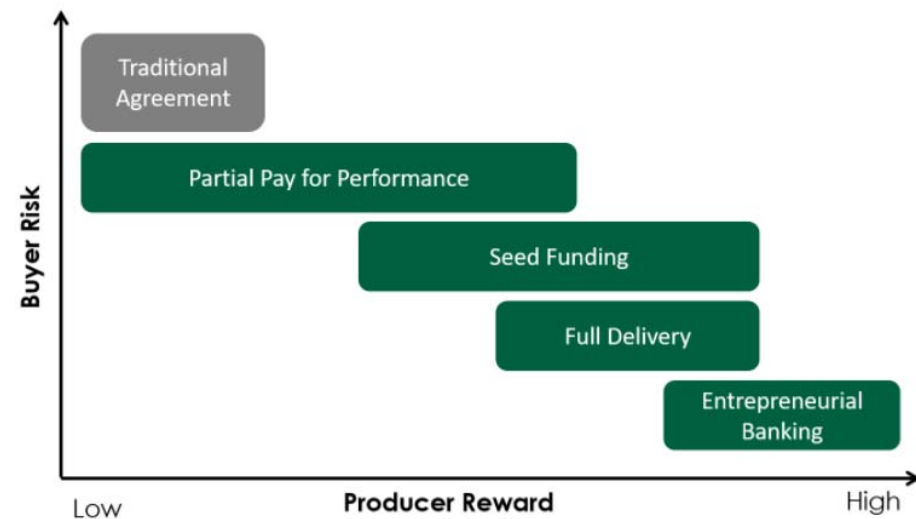 Traditional
Agreement
Partial Pay for Performance
Seed Funding
Full Delivery
Entrepreneurial
Banking
Buyer Risk
Low
Producer Reward
High